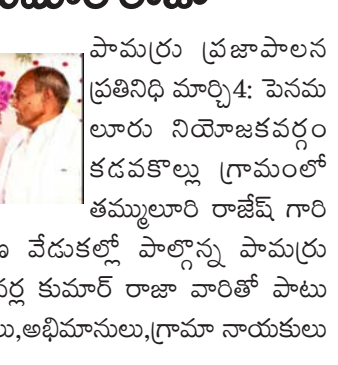 పామర్రు ప్రజాపాలన
ప్రతినిధి మార్చి4: పెనమ
లూరు నియోజకవర్గం
కడవకొల్లు గ్రామంలో
తమ్ములూరి రాజేష్ గారి
వేడుకల్లో పాల్గొన్న పామర్రు
కుమార్ రాజా వారితో పాటు
అభిమానులు,గ్రామా నాయకులు